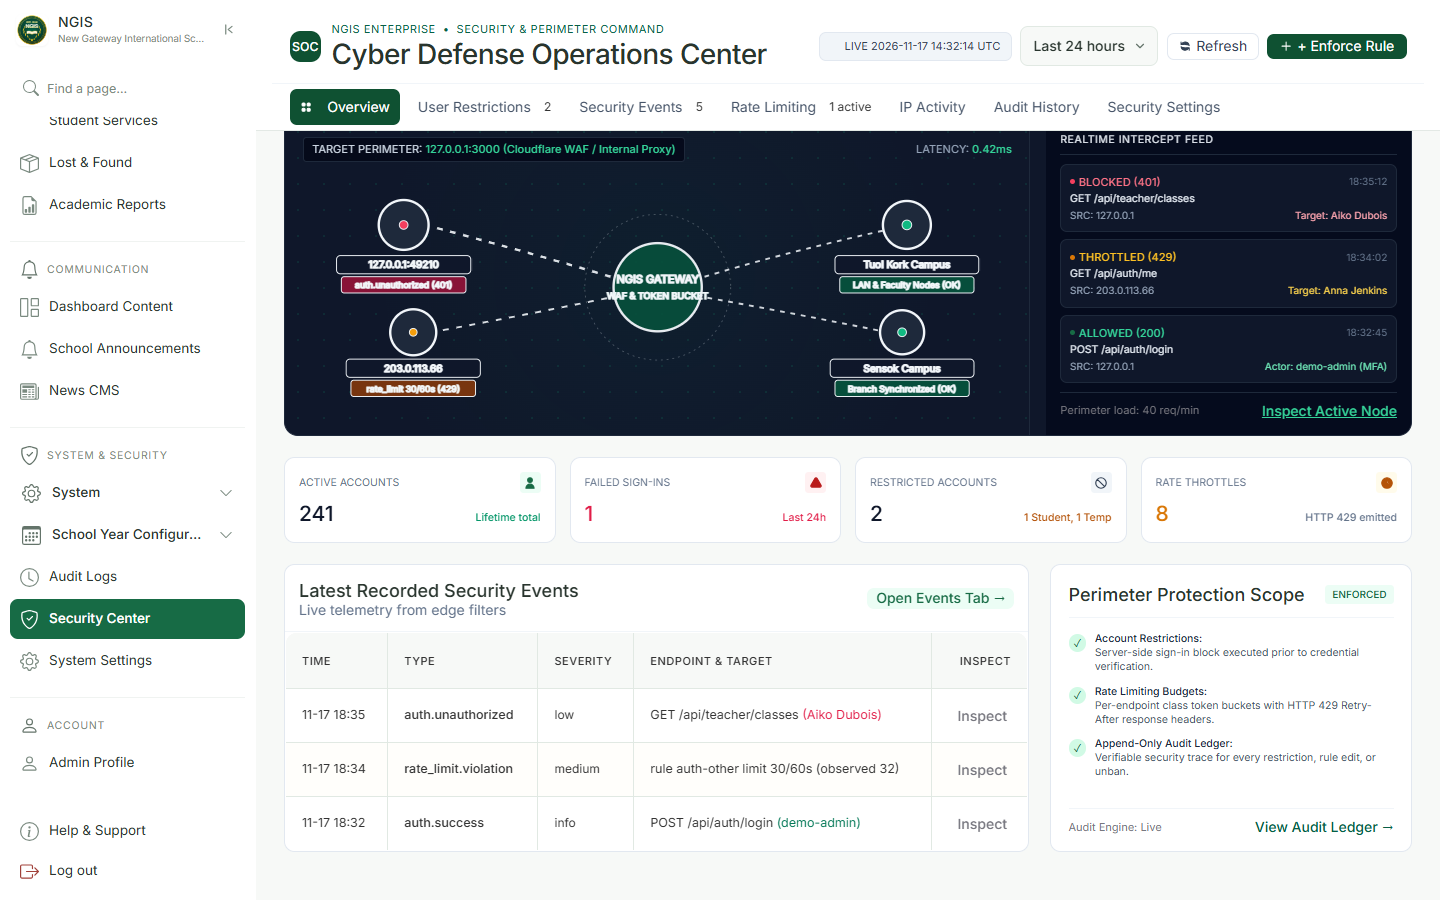 NGIS
New Gateway International Sc...
Find a page...
Student Services
Lost & Found
Academic Reports
COMMUNICATION
Dashboard Content
School Announcements
News CMS
SYSTEM & SECURITY
System
School Year Configur...
Audit Logs
Security Center
System Settings
ACCOUNT
Admin Profile
Help & Support
Log out
SOC
NGIS ENTERPRISE • SECURITY & PERIMETER COMMAND
Cyber Defense Operations Center
LIVE 2026-11-17 14:32:14 UTC
Last 24 hours
Refresh
+ + Enforce Rule
Overview
User Restrictions 2
Security Events 5
Rate Limiting 1 active
IP Activity
Audit History
Security Settings
TARGET PERIMETER: 127.0.0.1:3000 (Cloudflare WAF / Internal Proxy)
LATENCY: 0.42ms
127.0.0.1:49210
auth.unauthorized (401)
203.0.113.66
rate_limit 30/60s (429)
NGIS GATEWAY
WAF & TOKEN BUCKET
Tuol Kork Campus
LAN & Faculty Nodes (OK)
Sensok Campus
Branch Synchronized (OK)
REALTIME INTERCEPT FEED
BLOCKED (401) 18:35:12
GET /api/teacher/classes
SRC: 127.0.0.1 Target: Aiko Dubois
THROTTLED (429) 18:34:02
GET /api/auth/me
SRC: 203.0.113.66 Target: Anna Jenkins
ALLOWED (200) 18:32:45
POST /api/auth/login
SRC: 127.0.0.1 Actor: demo-admin (MFA)
Perimeter load: 40 req/min Inspect Active Node
ACTIVE ACCOUNTS
241 Lifetime total
FAILED SIGN-INS
1 Last 24h
RESTRICTED ACCOUNTS
2 1 Student, 1 Temp
RATE THROTTLES
8 HTTP 429 emitted
Latest Recorded Security Events
Live telemetry from edge filters
Open Events Tab →
TIME TYPE SEVERITY ENDPOINT & TARGET INSPECT
11-17 18:35 auth.unauthorized low GET /api/teacher/classes (Aiko Dubois) Inspect
11-17 18:34 rate_limit.violation medium rule auth-other limit 30/60s (observed 32) Inspect
11-17 18:32 auth.success info POST /api/auth/login (demo-admin) Inspect
Perimeter Protection Scope ENFORCED
Account Restrictions:
Server-side sign-in block executed prior to credential
verification.
Rate Limiting Budgets:
Per-endpoint class token buckets with HTTP 429 Retry-
After response headers.
Append-Only Audit Ledger:
Verifiable security trace for every restriction, rule edit, or
unban.
Audit Engine: Live View Audit Ledger →